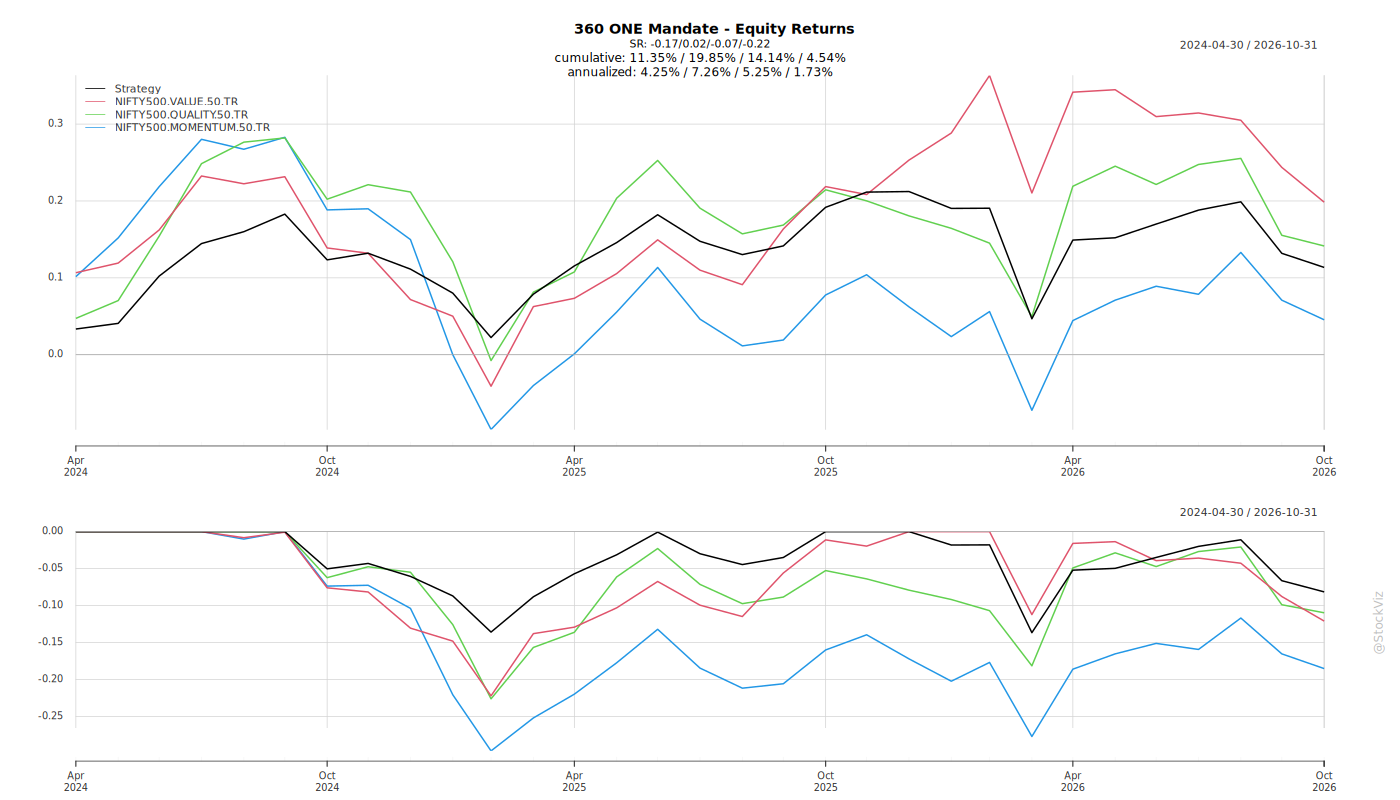 360 ONE Mandate - Equity Returns
SR: -0.17/0.02/-0.07/-0.22
cumulative: 11.35% / 19.85% / 14.14% / 4.54%
annualized: 4.25% / 7.26% / 5.25% / 1.73%
2024-04-30 / 2026-10-31
Strategy
NIFTY500.VALUE.50.TR
NIFTY500.QUALITY.50.TR
NIFTY500.MOMENTUM.50.TR
0.3
0.2
0.1
0.0
Apr 2024
Oct 2024
Apr 2025
Oct 2025
Apr 2026
Oct 2026
2024-04-30 / 2026-10-31
0.00
-0.05
-0.10
-0.15
-0.20
-0.25
Apr 2024
Oct 2024
Apr 2025
Oct 2025
Apr 2026
Oct 2026
@StockViz